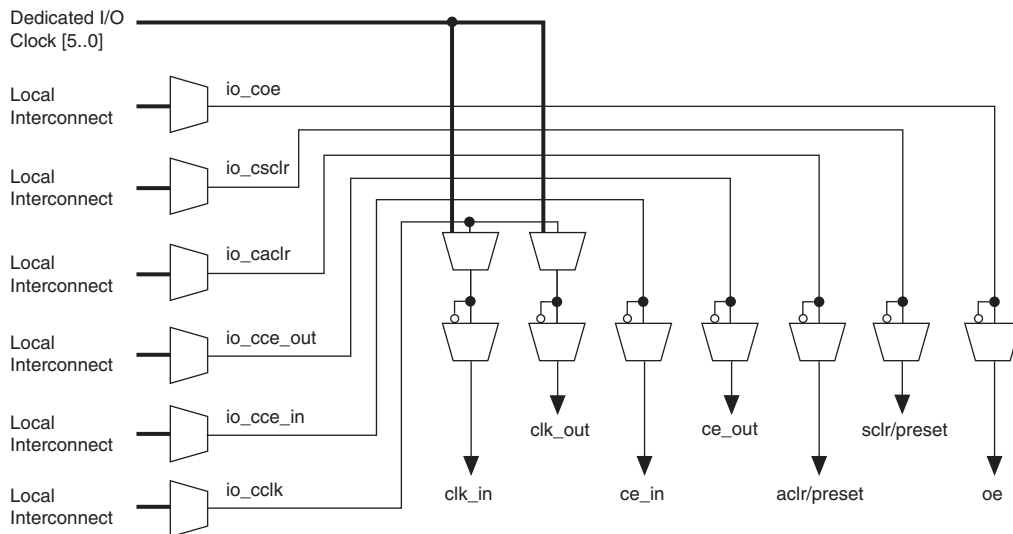 Dedicated I/O
Clock [5..0]
Local
Interconnect
io_coe
Local
Interconnect
io_csclr
Local
Interconnect
io_caclr
Local
Interconnect
io_cce_out
Local
Interconnect
io_cce_in
Local
Interconnect
io_cclk
clk_out
ce_out
sclr/preset
clk_in
ce_in
aclr/preset
oe